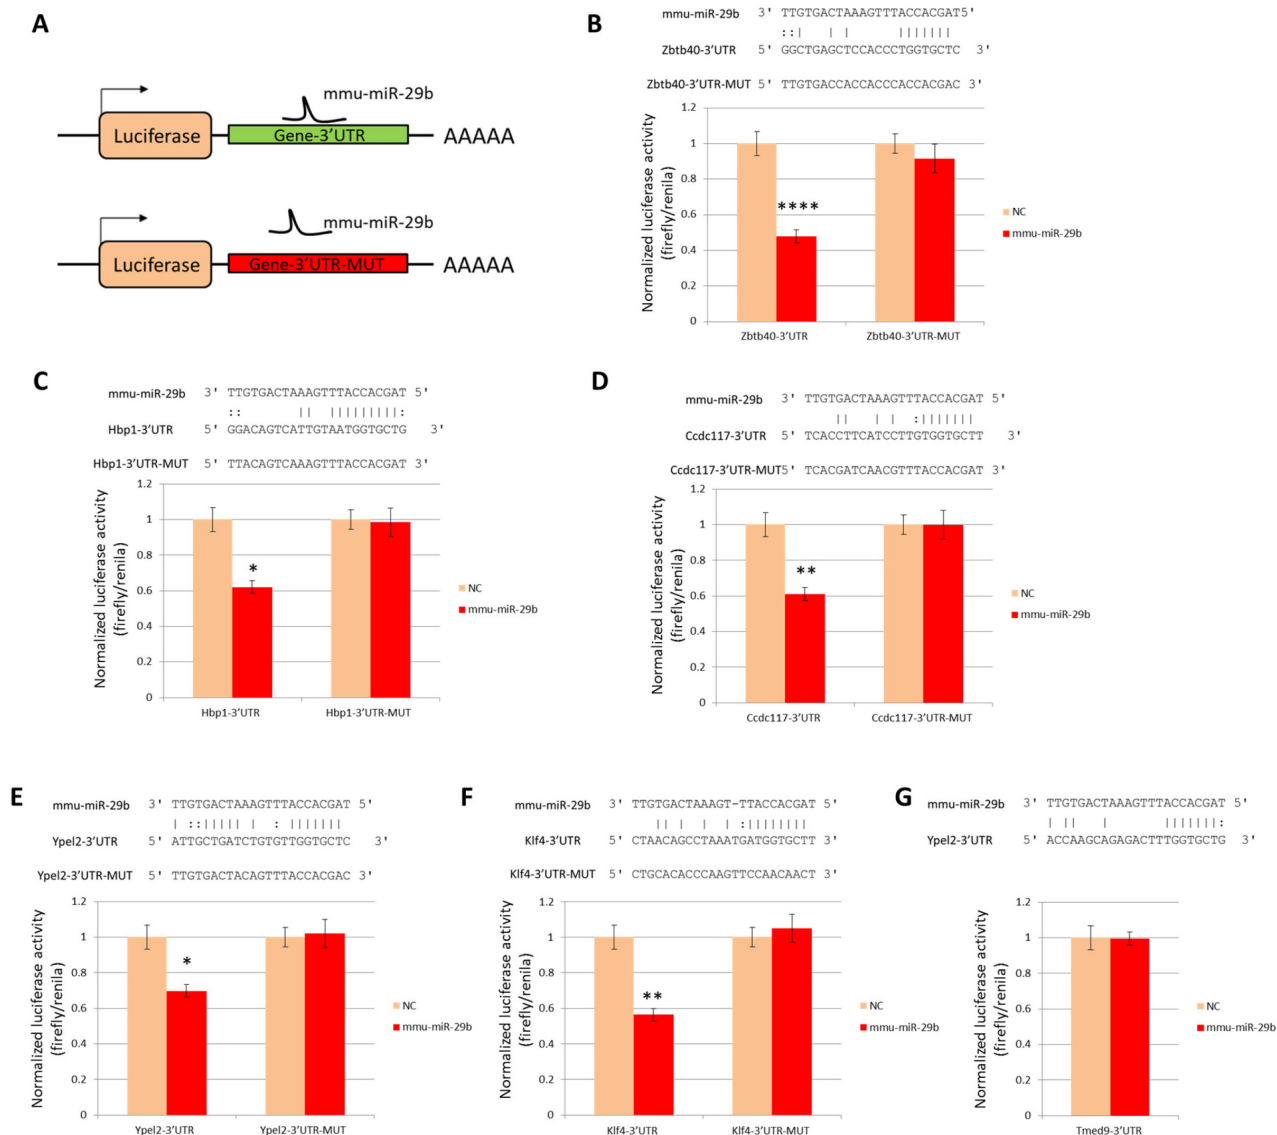 A
mmu-miR-29b
Luciferase
Gene-3'UTR
AAAAA
mmu-miR-29b
Luciferase
Gene-3'UTR-MUT
AAAAA
B
mmu-miR-29b 3' TTGTGACTAAAGTTTACCACGAT5'
::| | | |||||||
Zbtb40-3'UTR 5' GGCTGAGCTCCACCCTGGTGCTC 3'
Zbtb40-3'UTR-MUT 5' TTGTGACCACCACCCACCACGAC 3'
Normalized luciferase activity
(firefly/renila)
1.2
1
0.8
0.6
0.4
0.2
0
****
Zbtb40-3'UTR
Zbtb40-3'UTR-MUT
NC
mmu-miR-29b
C
mmu-miR-29b 3' TTGTGACTAAAGTTTACCACGAT 5'
:: || |||||||||:
Hbp1-3'UTR 5' GGACAGTCATTGTAATGGTGCTG 3'
Hbp1-3'UTR-MUT 5' TTACAGTCAAAGTTTACCACGAT 3'
Normalized luciferase activity
(firefly/renila)
1.2
1
0.8
0.6
0.4
0.2
0
*
Hbp1-3'UTR
Hbp1-3'UTR-MUT
NC
mmu-miR-29b
D
mmu-miR-29b 3' TTGTGACTAAAGTTTACCACGAT 5'
|| | | :|||||||
Ccdc117-3'UTR 5' TCACCTTCATCCTTGTGGTGCTT 3'
Ccdc117-3'UTR-MUT5' TCACGATCAACGTTTACCACGAT 3'
Normalized luciferase activity
(firefly/renila)
1.2
1
0.8
0.6
0.4
0.2
0
**
Ccdc117-3'UTR
Ccdc117-3'UTR-MUT
NC
mmu-miR-29b
E
mmu-miR-29b 3' TTGTGACTAAAGTTTACCACGAT 5'
| ::||||| | : |||||||
Ypel2-3'UTR 5' ATTGCTGATCTGTGTTGGTGCTC 3'
Ypel2-3'UTR-MUT 5' TTGTGACTACAGTTTACCACGAC 3'
Normalized luciferase activity
(firefly/renila)
1.2
1
0.8
0.6
0.4
0.2
0
*
Ypel2-3'UTR
Ypel2-3'UTR-MUT
NC
mmu-miR-29b
F
mmu-miR-29b 3' TTGTGACTAAAGT-TTACCACGAT 5'
|| | | | :||||||||
Klf4-3'UTR 5' CTAACAGCCTAAATGATGGTGCTT 3'
Klf4-3'UTR-MUT 5' CTGCACACCCAAGTTCCAACAACT 3'
Normalized luciferase activity
(firefly/renila)
1.2
1
0.8
0.6
0.4
0.2
0
**
Klf4-3'UTR
Klf4-3'UTR-MUT
NC
mmu-miR-29b
G
mmu-miR-29b 3' TTGTGACTAAAGTTTACCACGAT 5'
| || | |||||||:
Ypel2-3'UTR 5' ACCAAGCAGAGACTTTGGTGCTG 3'
Normalized luciferase activity
(firefly/renila)
1.2
1
0.8
0.6
0.4
0.2
0
Tmed9-3'UTR
NC
mmu-miR-29b